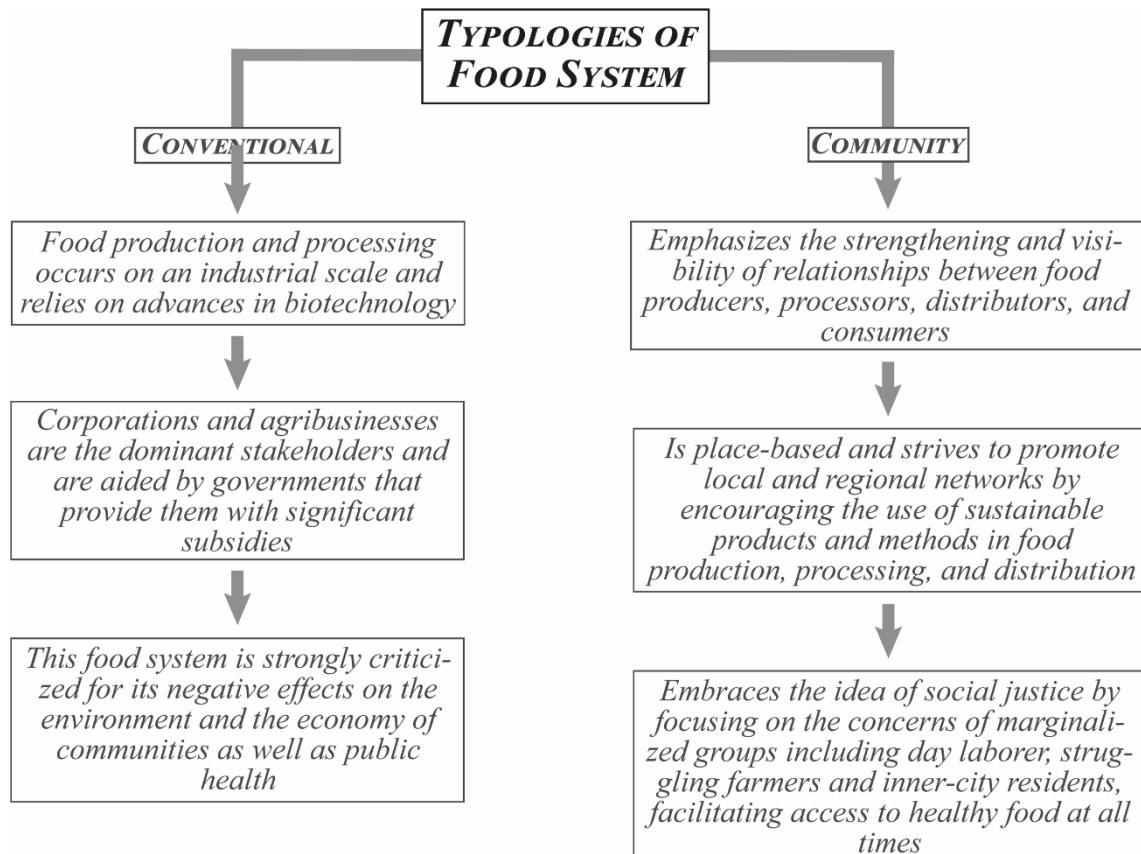 TYPOLOGIES OF
FOOD SYSTEM
CONVENTIONAL
Food production and processing
occurs on an industrial scale and
relies on advances in biotechnology
Corporations and agribusinesses
are the dominant stakeholders and
are aided by governments that
provide them with significant
subsidies
This food system is strongly critici-
zed for its negative effects on the
environment and the economy of
communities as well as public
health
COMMUNITY
Emphasizes the strengthening and visi-
bility of relationships between food
producers, processors, distributors, and
consumers
Is place-based and strives to promote
local and regional networks by
encouraging the use of sustainable
products and methods in food
production, processing, and distribution
Embraces the idea of social justice by
focusing on the concerns of marginali-
zed groups including day laborer, strug-
gling farmers and inner-city residents,
facilitating access to healthy food at all
times